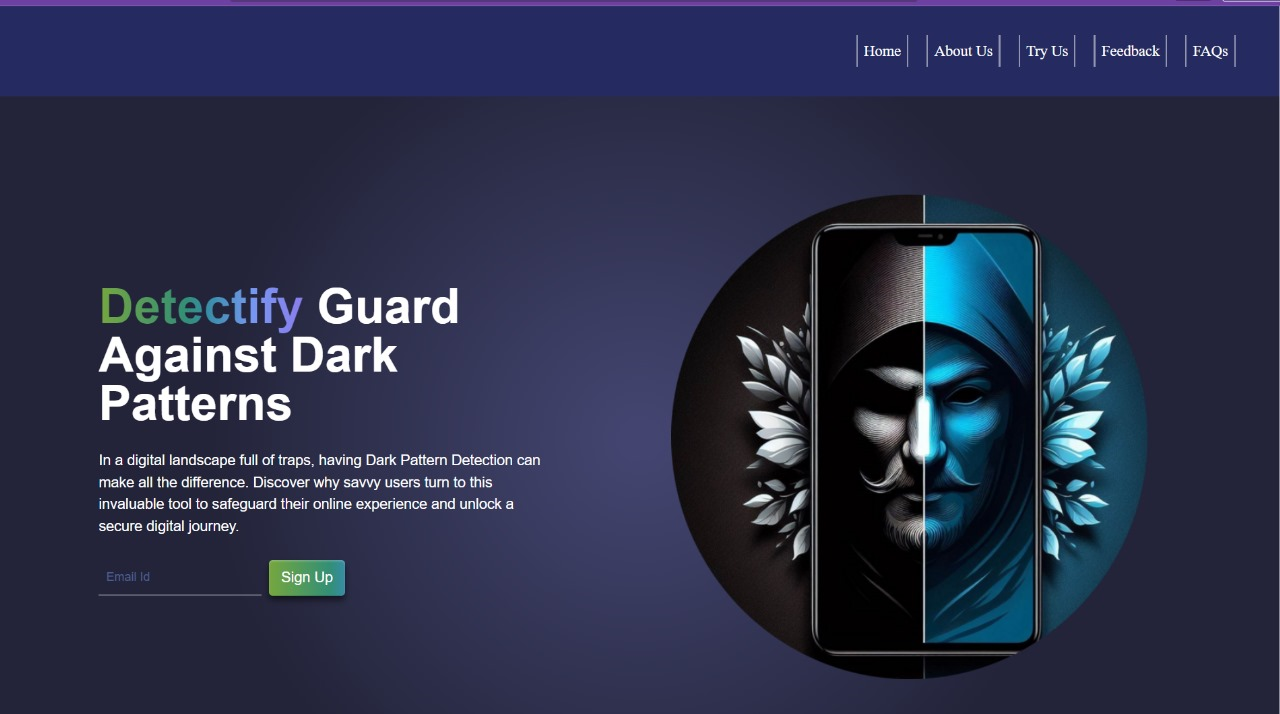 Home About Us Try Us Feedback FAQs
Detectify Guard
Against Dark
Patterns
In a digital landscape full of traps, having Dark Pattern Detection can
make all the difference. Discover why savvy users turn to this
invaluable tool to safeguard their online experience and unlock a
secure digital journey.
Email Id Sign Up